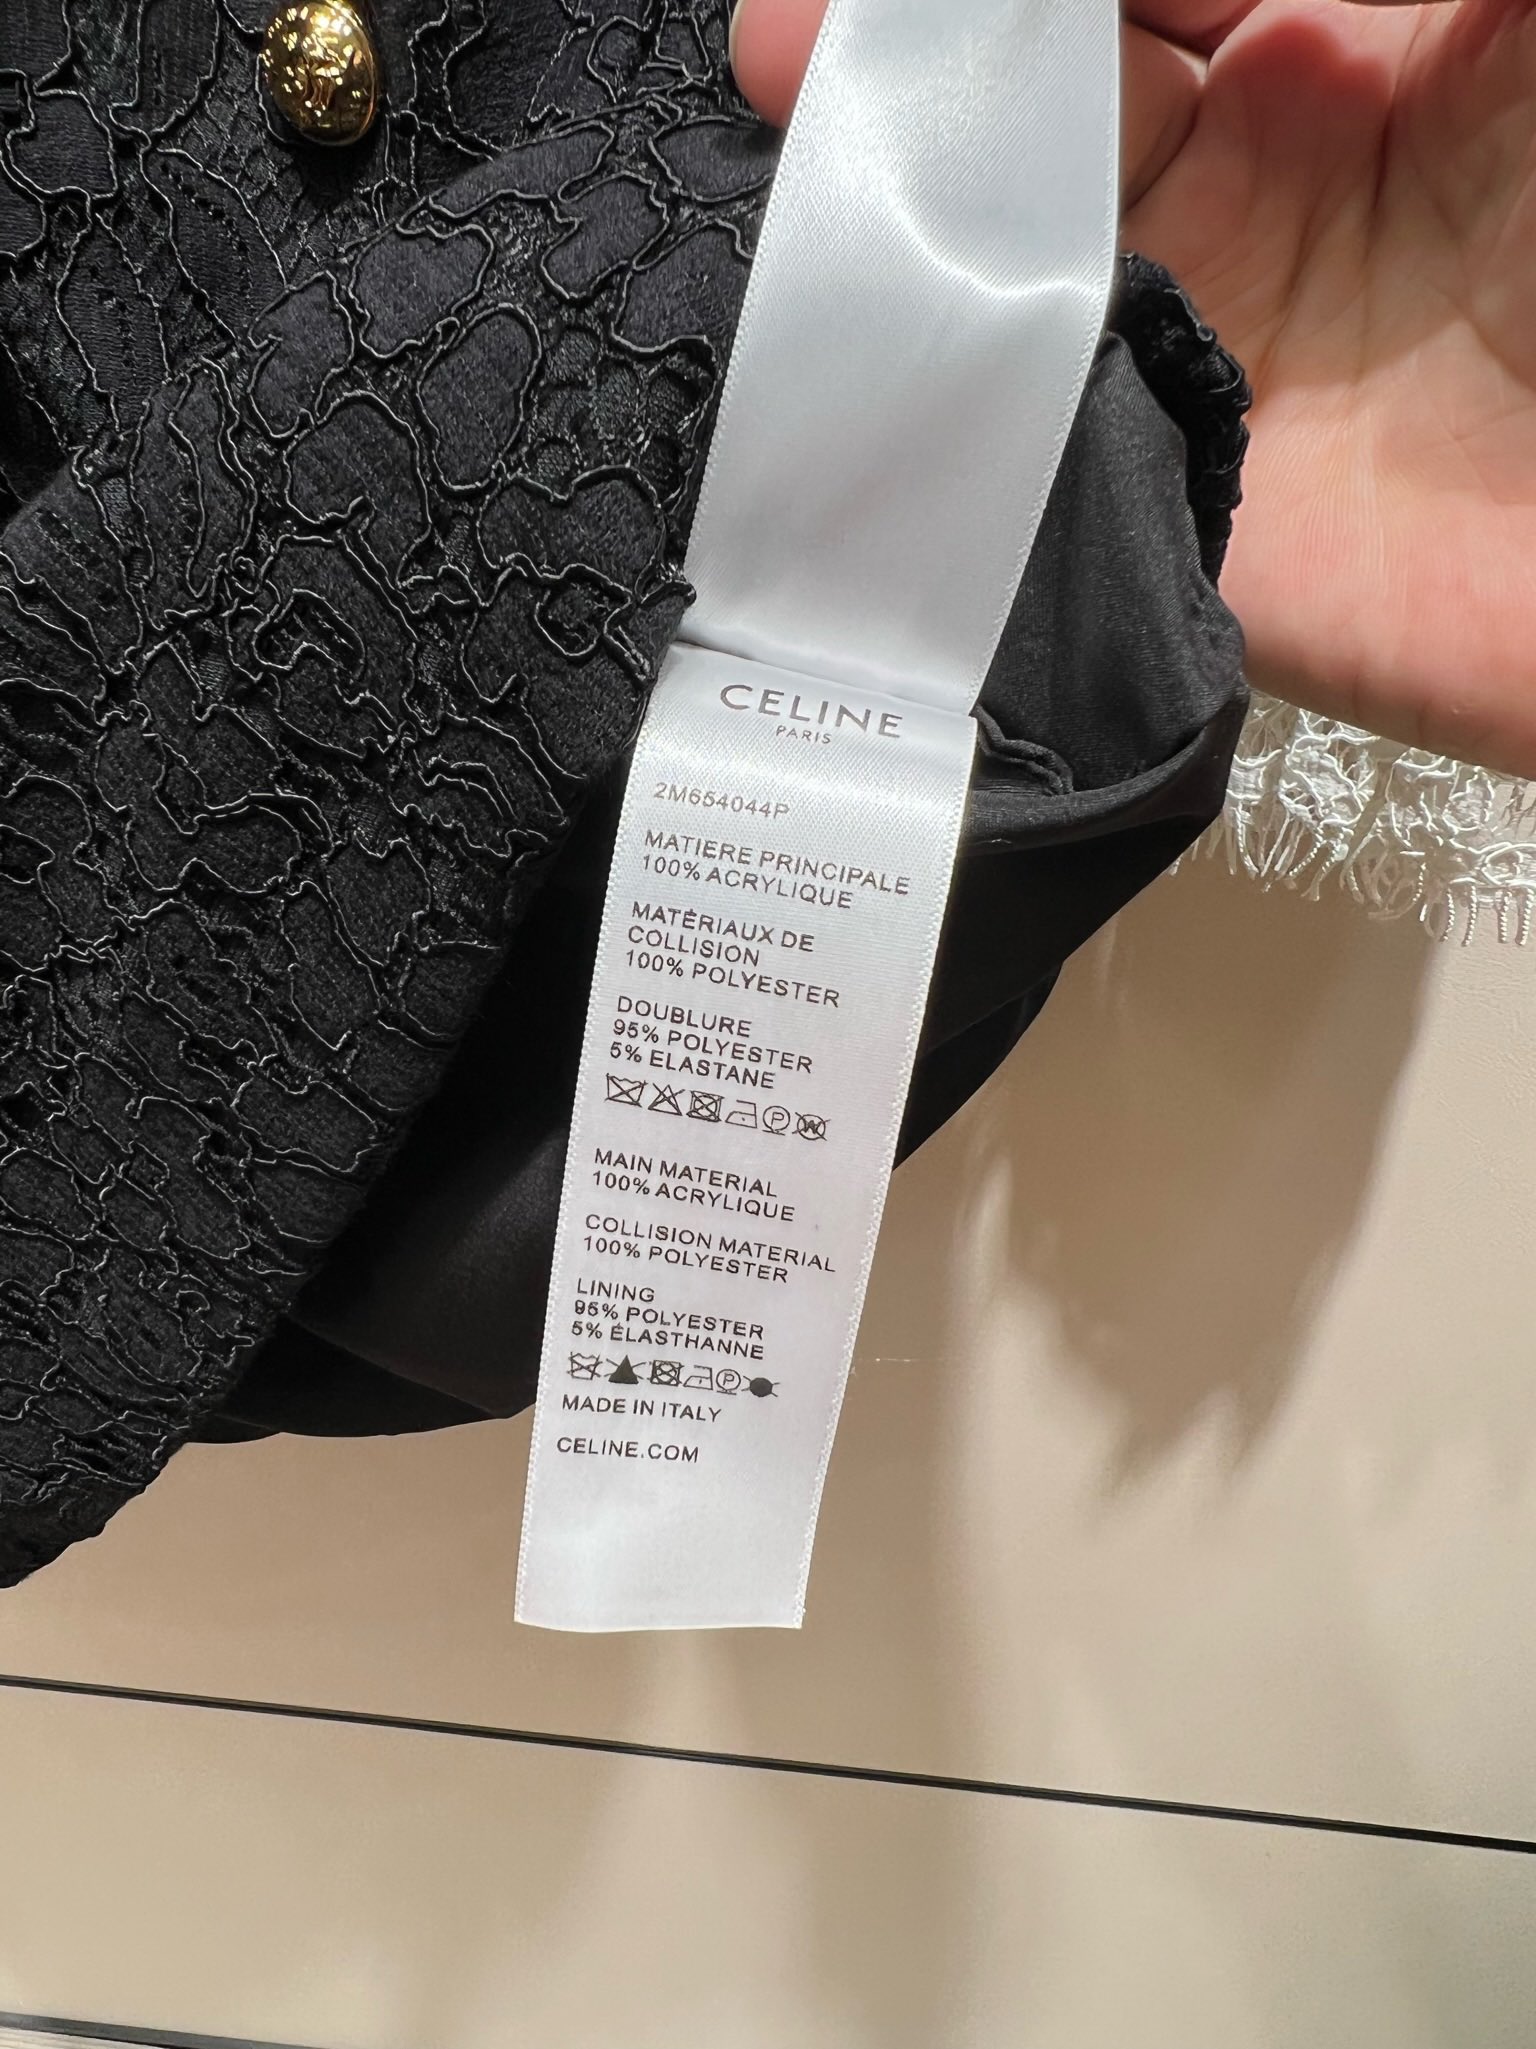 CELINE
PARIS
2M654044P
MATIERE PRINCIPALE
100% ACRYLIQUE
MATÉRIAUX DE
COLLISION
100% POLYESTER
DOUBLURE
95% POLYESTER
5% ELASTANE
P W
MAIN MATERIAL
100% ACRYLIQUE
COLLISION MATERIAL
100% POLYESTER
LINING
95% POLYESTER
5% ÉLASTHANNE
P
MADE IN ITALY
CELINE.COM